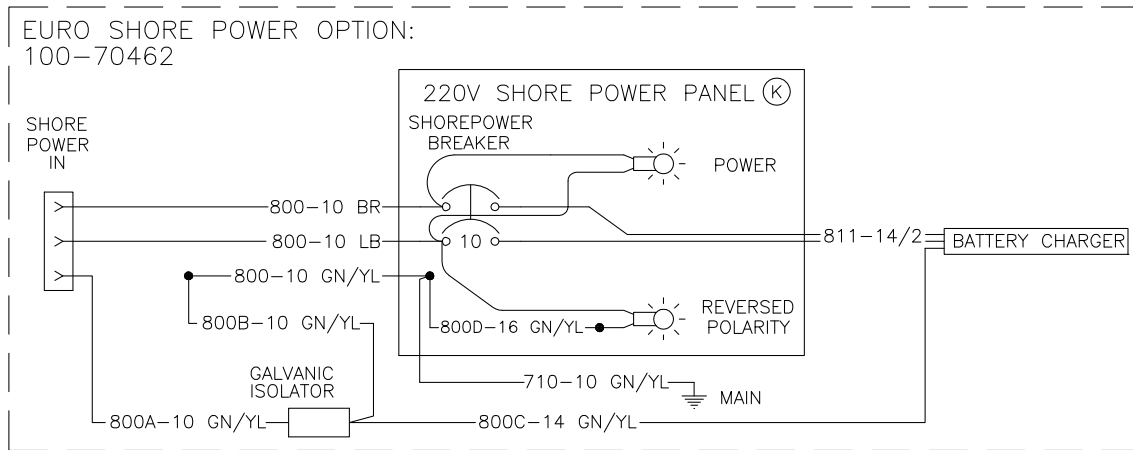 EURO SHORE POWER OPTION:
100-70462
220V SHORE POWER PANEL K
SHORE
POWER
IN
SHOREPOWER
BREAKER
POWER
800-10 BR
800-10 LB
10
811-14/2
BATTERY CHARGER
800-10 GN/YL
800B-10 GN/YL
800D-16 GN/YL
REVERSED
POLARITY
GALVANIC
ISOLATOR
710-10 GN/YL
MAIN
800A-10 GN/YL
800C-14 GN/YL